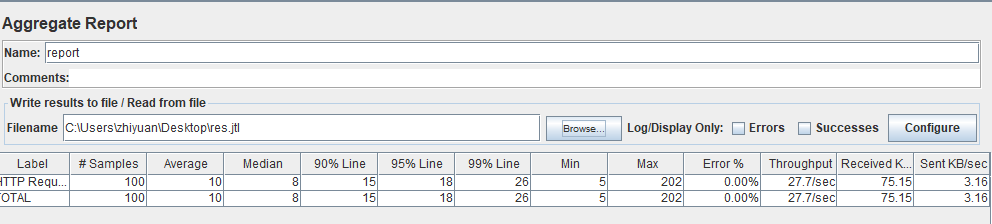 Aggregate Report
Name: report
Comments:
Write results to file / Read from file
Filename C:\Users\zhiyuan\Desktop\res.jtl Browse... Log/Display Only: Errors Successes Configure
Label # Samples Average Median 90% Line 95% Line 99% Line Min Max Error % Throughput Received K... Sent KB/sec
HTTP Requ... 100 10 8 15 18 26 5 202 0.00% 27.7/sec 75.15 3.16
TOTAL 100 10 8 15 18 26 5 202 0.00% 27.7/sec 75.15 3.16